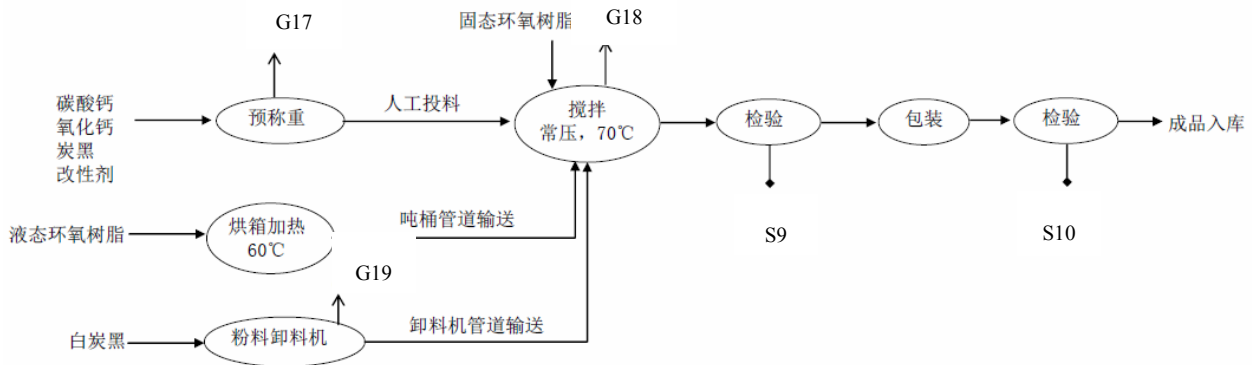 G17
固态环氧树脂
G18
碳酸钙
氧化钙
炭黑
改性剂
预称重
人工投料
搅拌
常压，70℃
检验
包装
检验
成品入库
液态环氧树脂
烘箱加热
60℃
吨桶管道输送
S9
S10
G19
白炭黑
粉料卸料机
卸料机管道输送